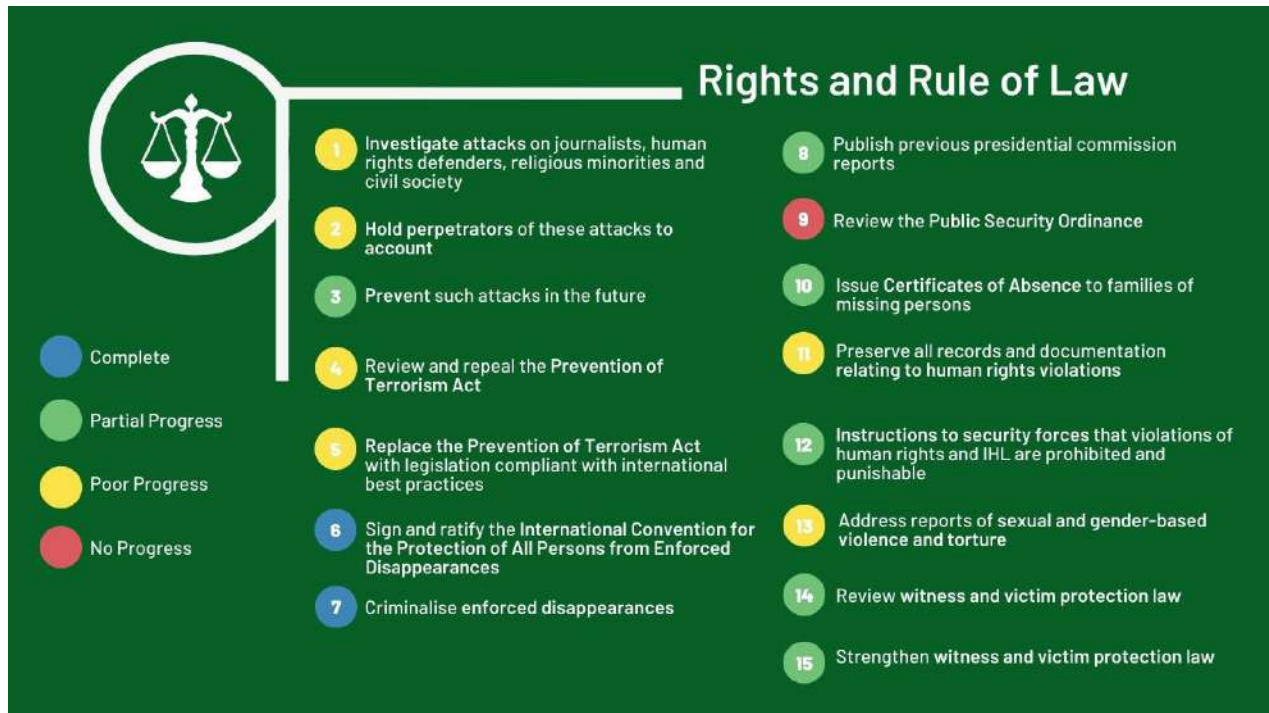 Rights and Rule of Law
1
Investigate attacks on journalists, human
rights defenders, religious minorities and
civil society
2
Hold perpetrators of these attacks to
account
3
Prevent such attacks in the future
4
Review and repeal the Prevention of
Terrorism Act
5
Replace the Prevention of Terrorism Act
with legislation compliant with international
best practices
6
Sign and ratify the International Convention for
the Protection of All Persons from Enforced
Disappearances
7
Criminalise enforced disappearances
8
Publish previous presidential commission
reports
9
Review the Public Security Ordinance
10
Issue Certificates of Absence to families of
missing persons
11
Preserve all records and documentation
relating to human rights violations
12
Instructions to security forces that violations of
human rights and IHL are prohibited and
punishable
13
Address reports of sexual and gender-based
violence and torture
14
Review witness and victim protection law
15
Strengthen witness and victim protection law
Complete
Partial Progress
Poor Progress
No Progress